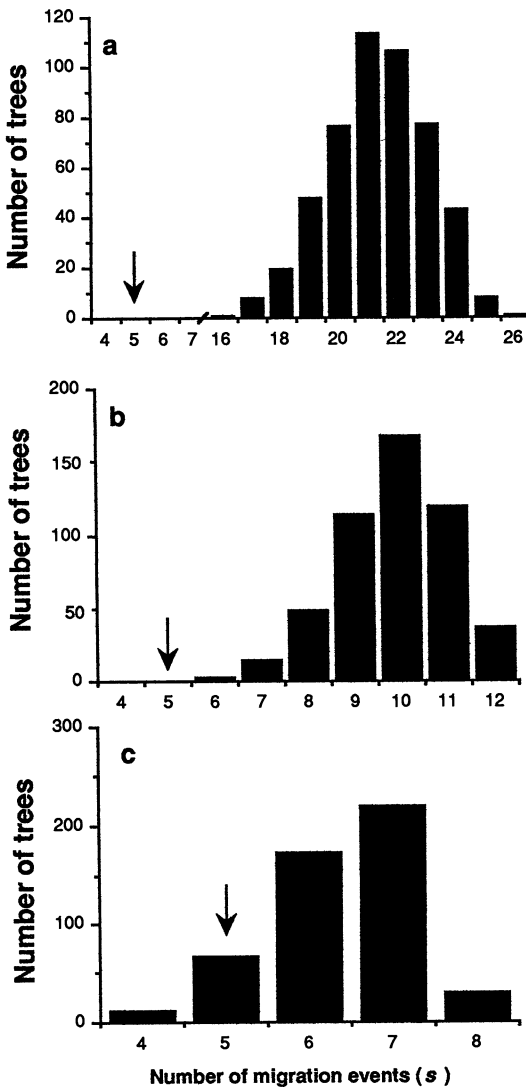 120
a
100
80
60
40
20
0
Number of trees
4 5 6 7 16 18 20 22 24 26
200
b
150
100
50
0
Number of trees
4 5 6 7 8 9 10 11 12
300
c
200
100
0
Number of trees
4 5 6 7 8
Number of migration events (s)